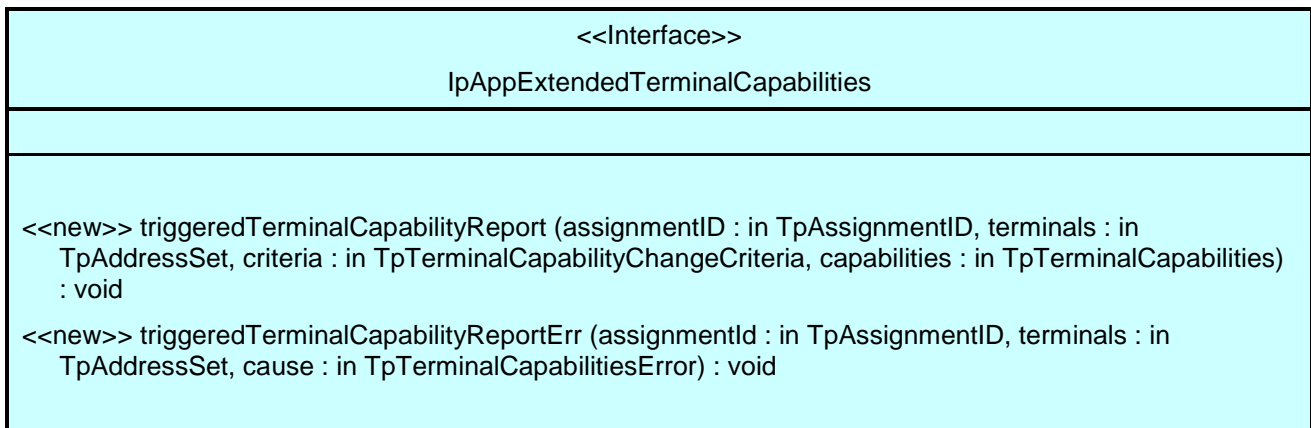 <<Interface>>
IpAppExtendedTerminalCapabilities
<<new>> triggeredTerminalCapabilityReport (assignmentID : in TpAssignmentID, terminals : in
TpAddressSet, criteria : in TpTerminalCapabilityChangeCriteria, capabilities : in TpTerminalCapabilities)
: void
<<new>> triggeredTerminalCapabilityReportErr (assignmentId : in TpAssignmentID, terminals : in
TpAddressSet, cause : in TpTerminalCapabilitiesError) : void